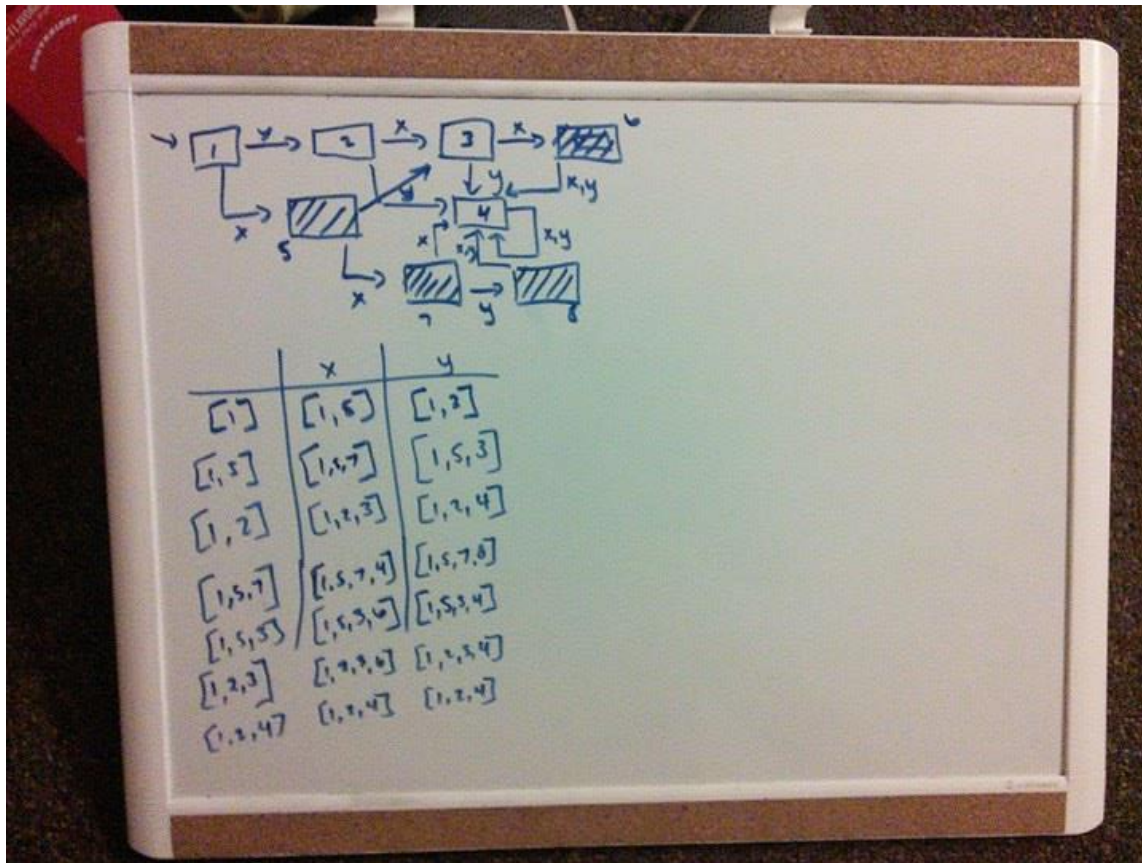 1 y 2 x 3 x 6
x 5 y y 4 x,y
x x,y x,y
x 7 y 8
x y
[1] [1,5] [1,2]
[1,5] [1,5,7] [1,5,3]
[1,2] [1,2,3] [1,2,4]
[1,5,7] [1,5,7,4] [1,5,7,8]
[1,5,3] [1,5,3,6] [1,5,3,4]
[1,2,3] [1,2,3,6] [1,2,3,4]
[1,2,4] [1,2,4] [1,2,4]